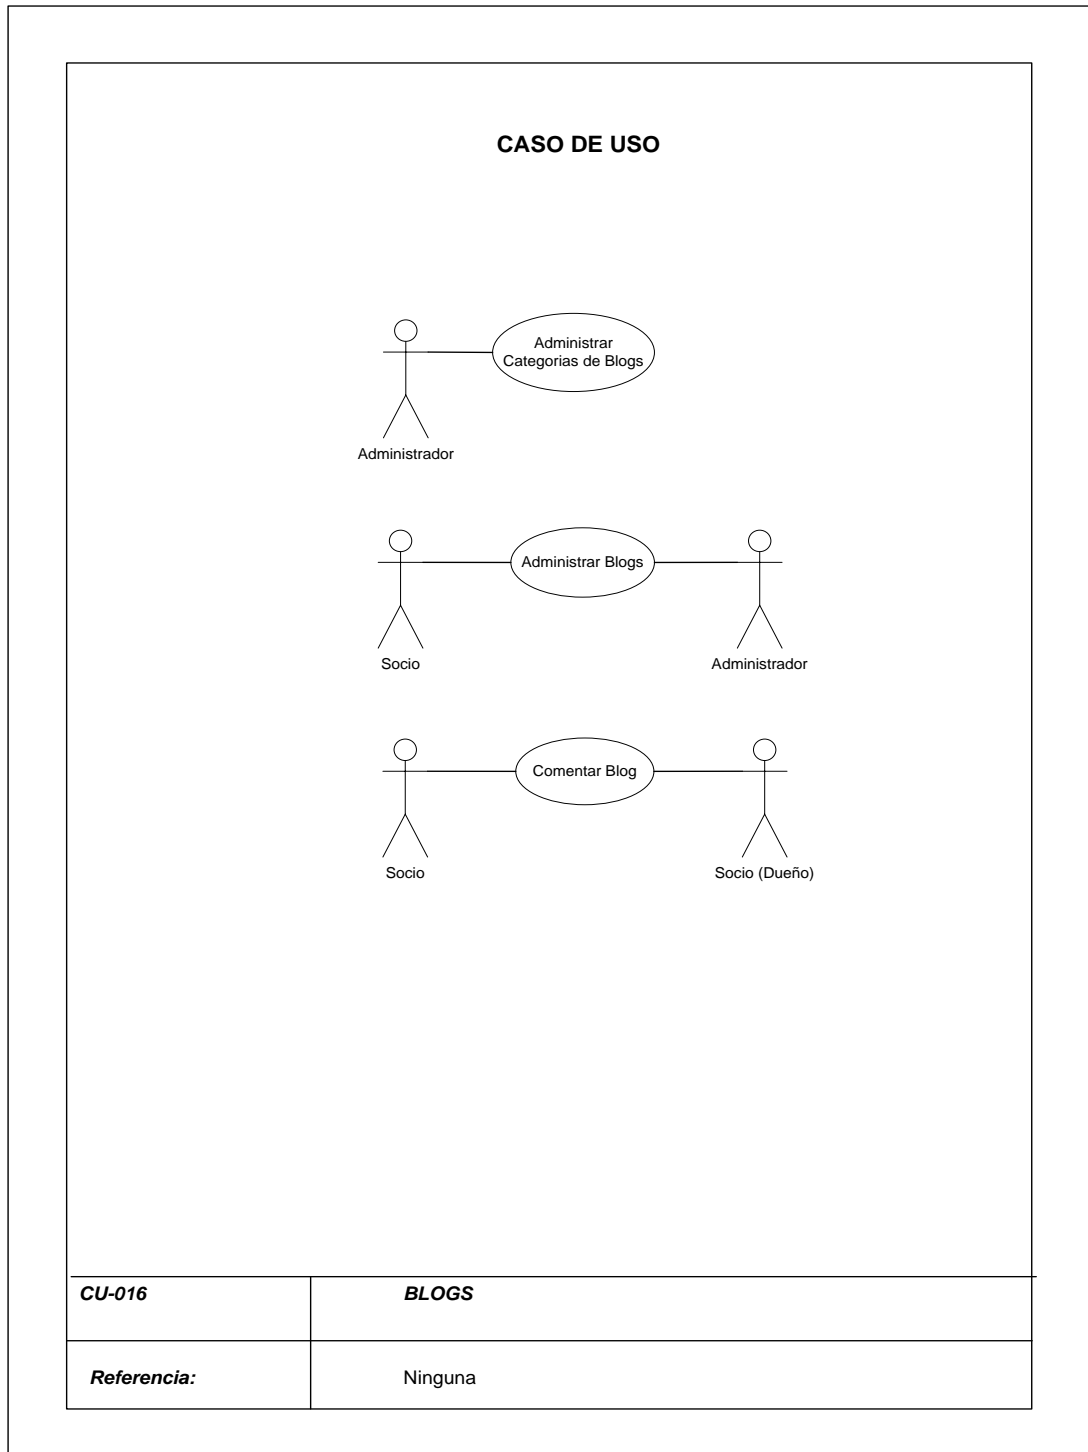 CASO DE USO
Administrar
Categorias de Blogs
Administrador
Administrar Blogs
Socio
Administrador
Comentar Blog
Socio
Socio (Dueño)
CU-016
BLOGS
Referencia:
Ninguna